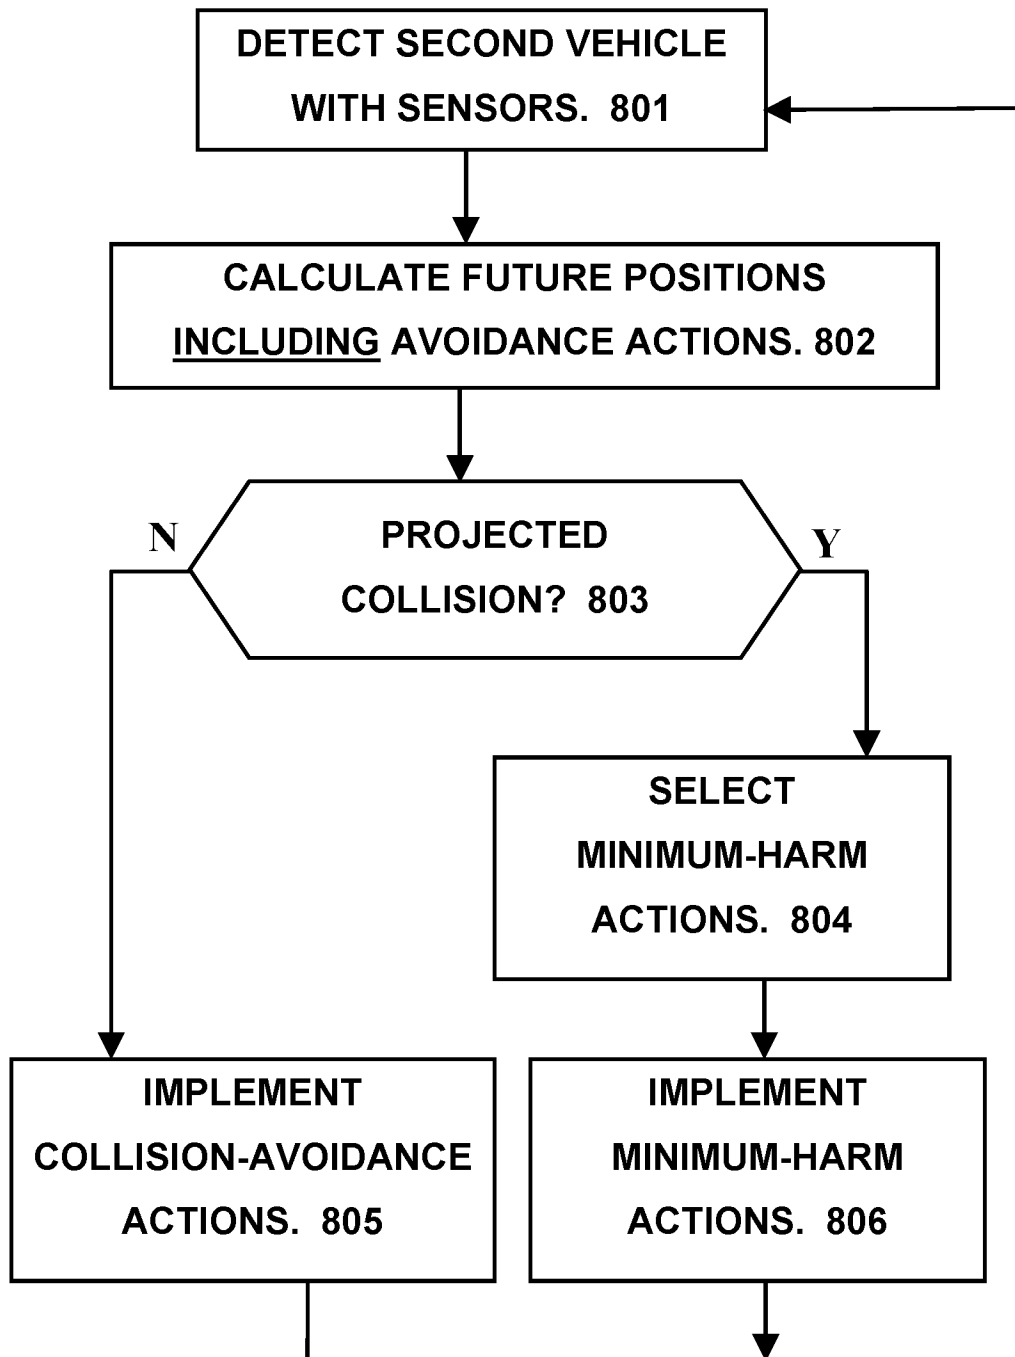 DETECT SECOND VEHICLE
WITH SENSORS. 801
CALCULATE FUTURE POSITIONS
INCLUDING AVOIDANCE ACTIONS. 802
N
PROJECTED
Y
COLLISION? 803
SELECT
MINIMUM-HARM
ACTIONS. 804
IMPLEMENT
COLLISION-AVOIDANCE
ACTIONS. 805
IMPLEMENT
MINIMUM-HARM
ACTIONS. 806